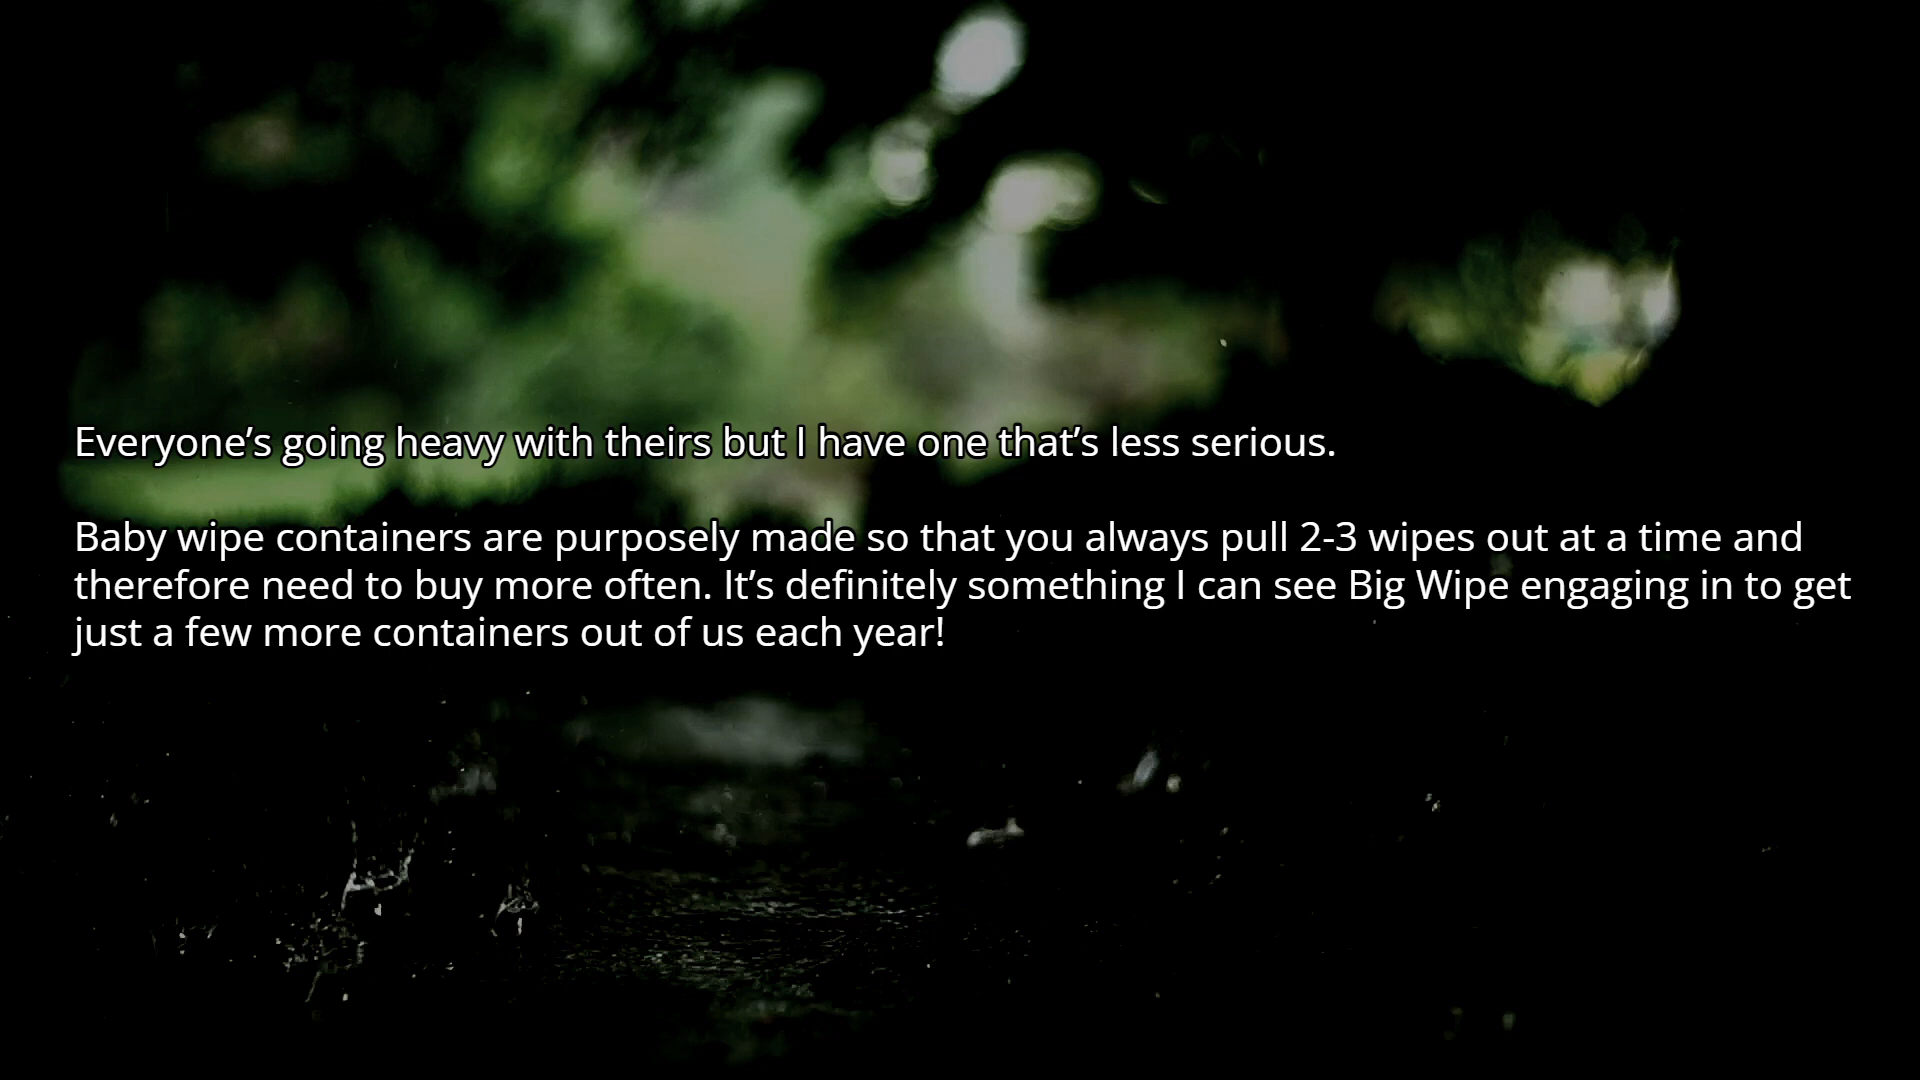 Everyone’s going heavy with theirs but I have one that’s less serious.
Baby wipe containers are purposely made so that you always pull 2-3 wipes out at a time and
therefore need to buy more often. It’s definitely something I can see Big Wipe engaging in to get
just a few more containers out of us each year!